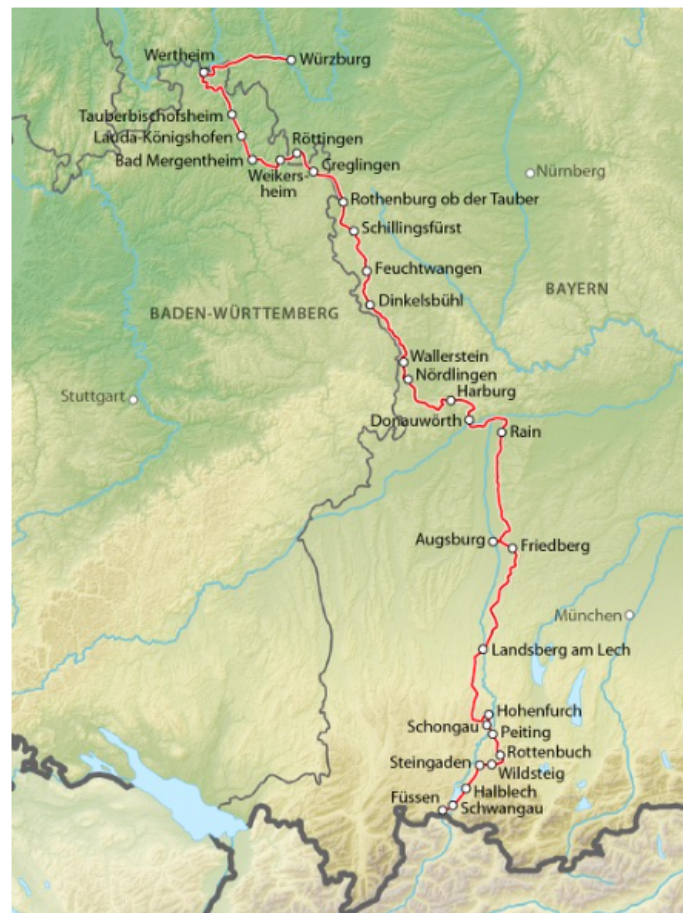 Wertheim
Würzburg
Tauberbischofsheim
Lauda-Königshofen
Röttingen
Bad Mergentheim
Weikers-
heim
Creglingen
Nürnberg
Rothenburg ob der Tauber
Schillingsfürst
Feuchtwangen
BAYERN
Dinkelsbühl
BADEN-WÜRTTEMBERG
Wallerstein
Nördlingen
Harburg
Stuttgart
Donauwörth
Rain
Augsburg
Friedberg
München
Landsberg am Lech
Hohenfurch
Schongau
Peiting
Rottenbuch
Steingaden
Wildsteig
Halblech
Füssen
Schwangau